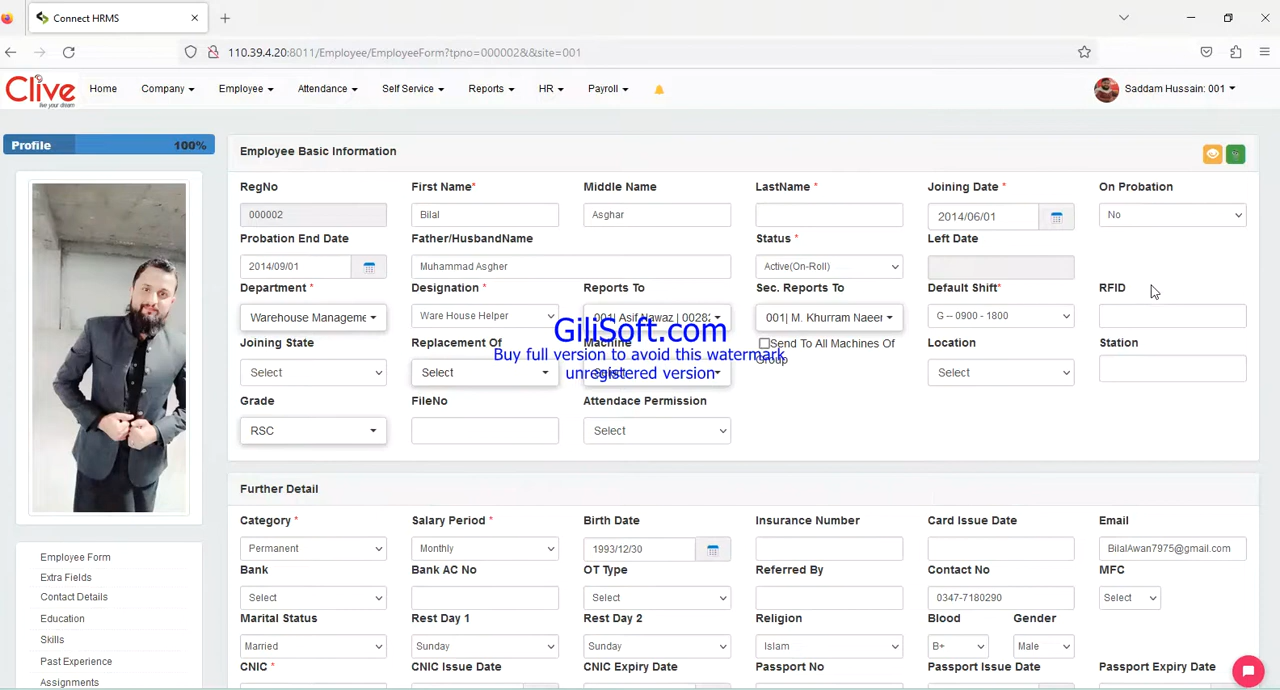 Connect HRMS
110.39.4.20:8011/Employee/EmployeeForm?tpno=000002&&site=001
Clive
live your dream
Home Company Employee Attendance Self Service Reports HR Payroll
Saddam Hussain: 001
Profile 100%
Employee Basic Information
RegNo First Name* Middle Name LastName * Joining Date * On Probation
000002 Bilal Asghar 2014/06/01 No
Probation End Date Father/HusbandName Status * Left Date
2014/09/01 Muhammad Asgher Active(On-Roll)
Department * Designation * Reports To Sec. Reports To Default Shift* RFID
Warehouse Manageme Ware House Helper 001| Asif Nawaz | 0028 001| M. Khurram Naeer G -- 0900 - 1800
GiliSoft.com
Buy full version to avoid this watermark
unregistered version
Joining State Replacement Of Machine Send To All Machines Of Group Location Station
Select Select Select Select
Grade FileNo Attendace Permission
RSC Select
Further Detail
Category * Salary Period * Birth Date Insurance Number Card Issue Date Email
Permanent Monthly 1993/12/30 BilalAwan7975@gmail.com
Bank Bank AC No OT Type Referred By Contact No MFC
Select Select 0347-7180290 Select
Marital Status Rest Day 1 Rest Day 2 Religion Blood Gender
Married Sunday Sunday Islam B+ Male
CNIC * CNIC Issue Date CNIC Expiry Date Passport No Passport Issue Date Passport Expiry Date
Employee Form
Extra Fields
Contact Details
Education
Skills
Past Experience
Assignments